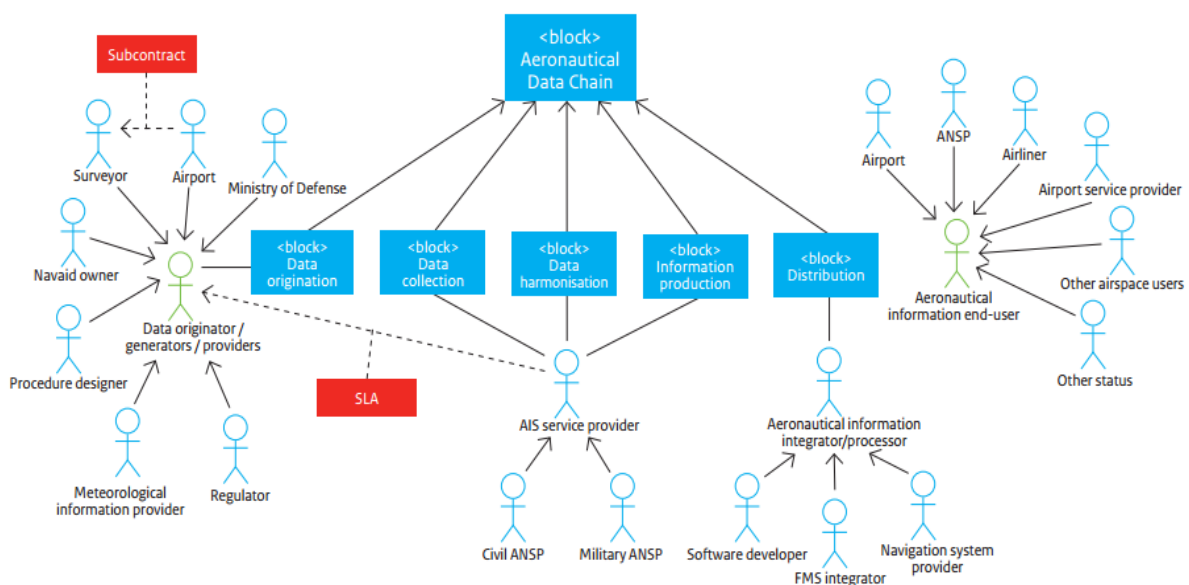 <block>
Aeronautical
Data Chain
Subcontract
Surveyor
Airport
Ministry of Defense
Navaid owner
Procedure designer
Data originator /
generators / providers
Meteorological
information provider
Regulator
<block>
Data
origination
<block>
Data
collection
<block>
Data
harmonisation
<block>
Information
production
<block>
Distribution
SLA
AIS service provider
Civil ANSP
Military ANSP
Aeronautical information
integrator/processor
Software developer
FMS integrator
Navigation system
provider
Airport
ANSP
Airliner
Airport service provider
Other airspace users
Other status
Aeronautical
information end-user